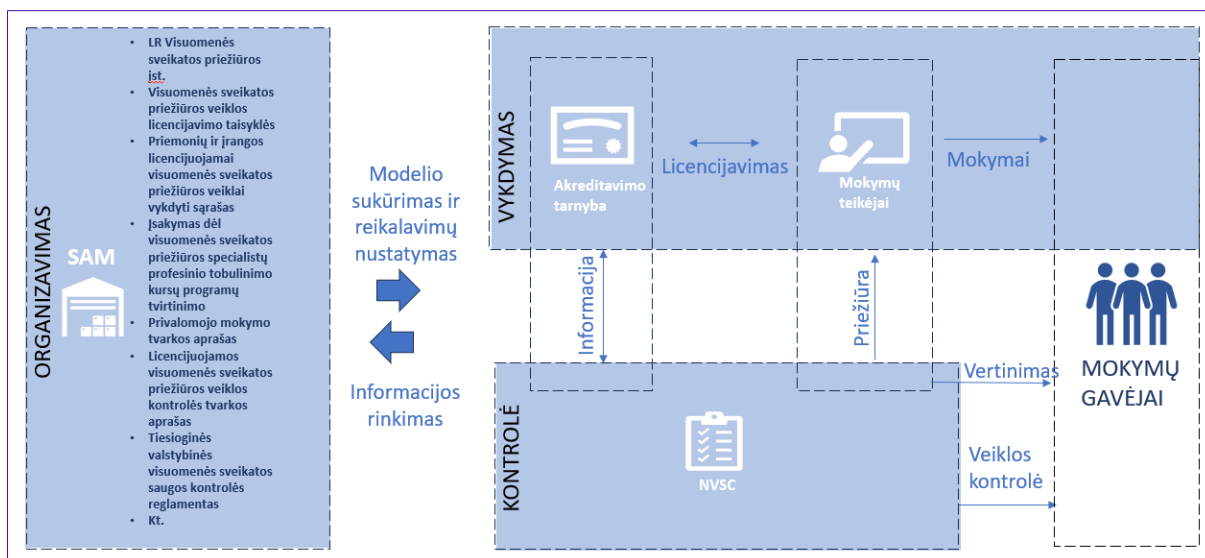 ORGANIZAVIMAS
SAM
• LR Visuomenės
sveikatos priežiūros
įst.
• Visuomenės sveikatos
priežiūros veiklos
licencijavimo taisyklės
• Priemonių ir įrangos
licencijuojamai
visuomenės sveikatos
priežiūros veiklai
vykdyti sąrašas
• Įsakymas dėl
visuomenės sveikatos
priežiūros specialistų
profesinio tobulinimo
kursų programų
tvirtinimo
• Privalomojo mokymo
tvarkos aprašas
• Licencijuojamos
visuomenės sveikatos
priežiūros veiklos
kontrolės tvarkos
aprašas
• Tiesioginės
valstybinės
visuomenės sveikatos
saugos kontrolės
reglamentas
• Kt.
Modelio
sukūrimas ir
reikalavimų
nustatymas
Informacijos
rinkimas
VYKDYMAS
Akreditavimo
tarnyba
Licencijavimas
Mokymų
teikėjai
Mokymai
Informacija
Priežiūra
KONTROLĖ
NVSC
Vertinimas
Veiklos
kontrolė
MOKYMŲ
GAVĖJAI